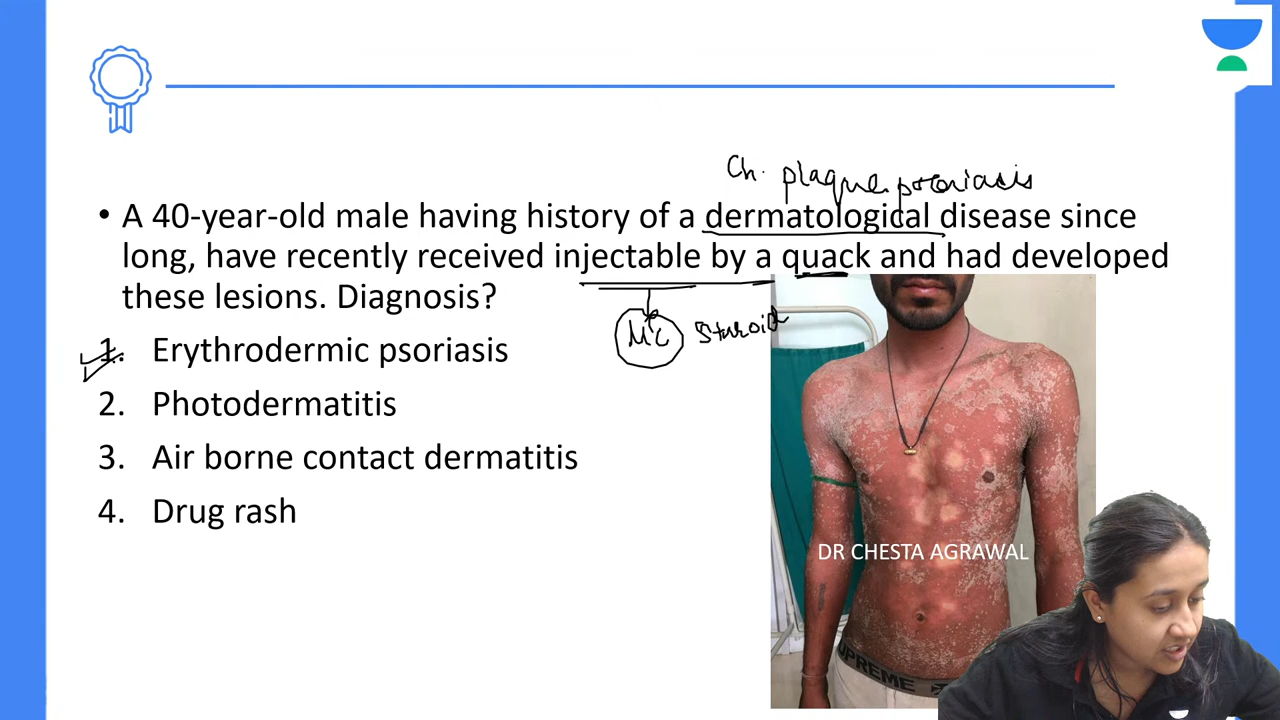 Ch. plaque psoriasis
• A 40-year-old male having history of a dermatological disease since
long, have recently received injectable by a quack and had developed
these lesions. Diagnosis?
M/C Steroid
1. Erythrodermic psoriasis
2. Photodermatitis
3. Air borne contact dermatitis
4. Drug rash
DR CHESTA AGRAWAL
UPREME